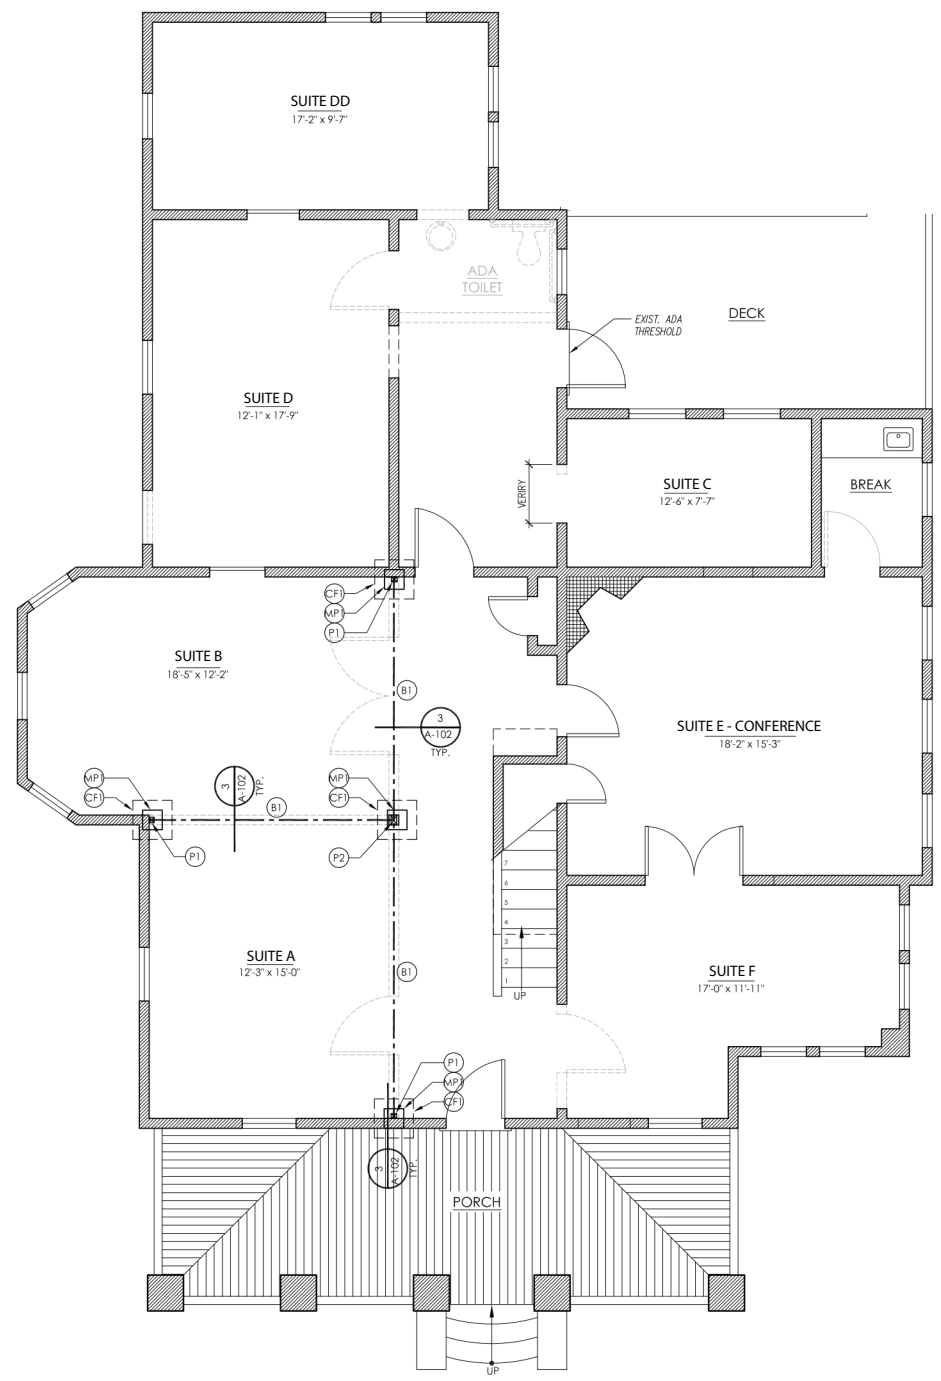 SUITE DD
17'-2" x 9'-7"
ADA
TOILET
EXIST. ADA
THRESHOLD
DECK
SUITE D
12'-1" x 17'-9"
VERIRY
SUITE C
12'-6" x 7'-7"
BREAK
CF1
MP1
P1
SUITE B
18'-5" x 12'-2"
B1
3
A-102
TYP.
SUITE E - CONFERENCE
18'-2" x 15'-3"
MP1
CF1
3
A-102
TYP.
B1
MP1
CF1
P1
P2
7
6
5
4
3
2
1
UP
SUITE A
12'-3" x 15'-0"
B1
SUITE F
17'-0" x 11'-11"
P1
MP1
CF1
3
A-102
TYP.
PORCH
UP